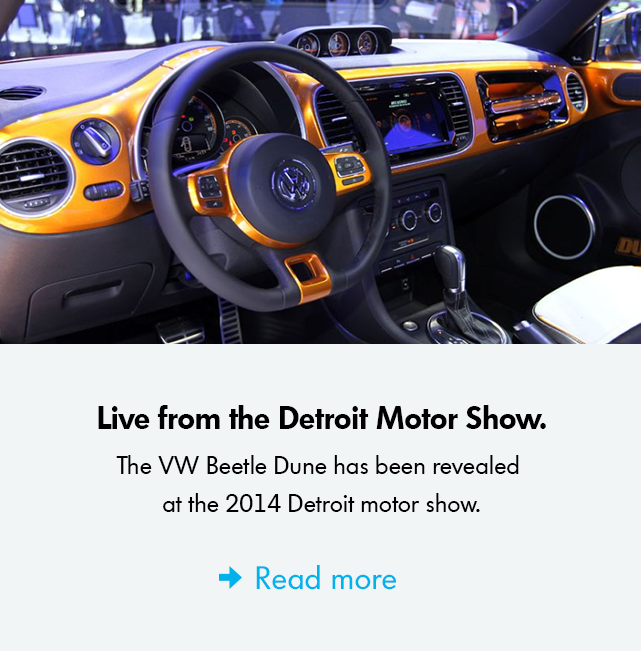 Live from the Detroit Motor Show.
The VW Beetle Dune has been revealed
at the 2014 Detroit motor show.
Read more